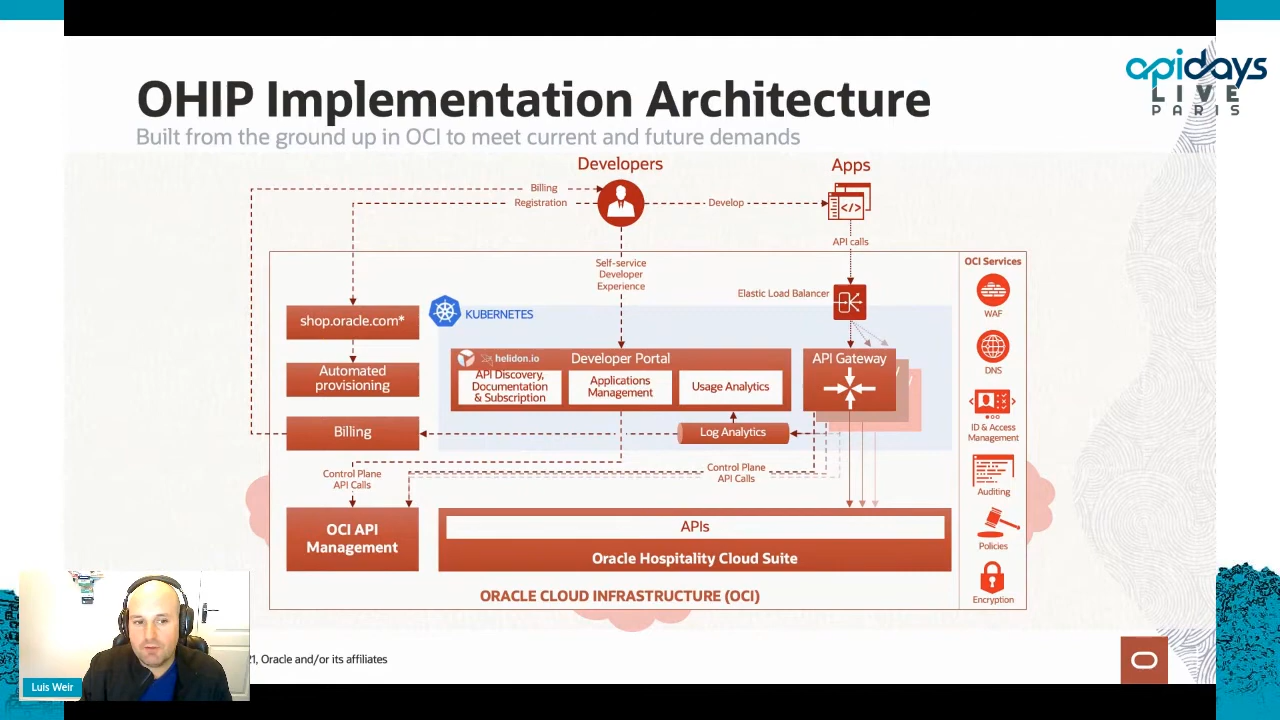 apidays
LIVE
PARIS
OHIP Implementation Architecture
Built from the ground up in OCI to meet current and future demands
Developers
Apps
Billing
Registration
Develop
API calls
Self-service
Developer
Experience
Elastic Load Balancer
OCI Services
WAF
DNS
ID & Access
Management
Auditing
Policies
Encryption
shop.oracle.com*
KUBERNETES
Automated
provisioning
helidon.io
Developer Portal
API Discovery,
Documentation
& Subscription
Applications
Management
Usage Analytics
API Gateway
Billing
Log Analytics
Control Plane
API Calls
Control Plane
API Calls
OCI API
Management
APIs
Oracle Hospitality Cloud Suite
ORACLE CLOUD INFRASTRUCTURE (OCI)
, Oracle and/or its affiliates
Luis Weir